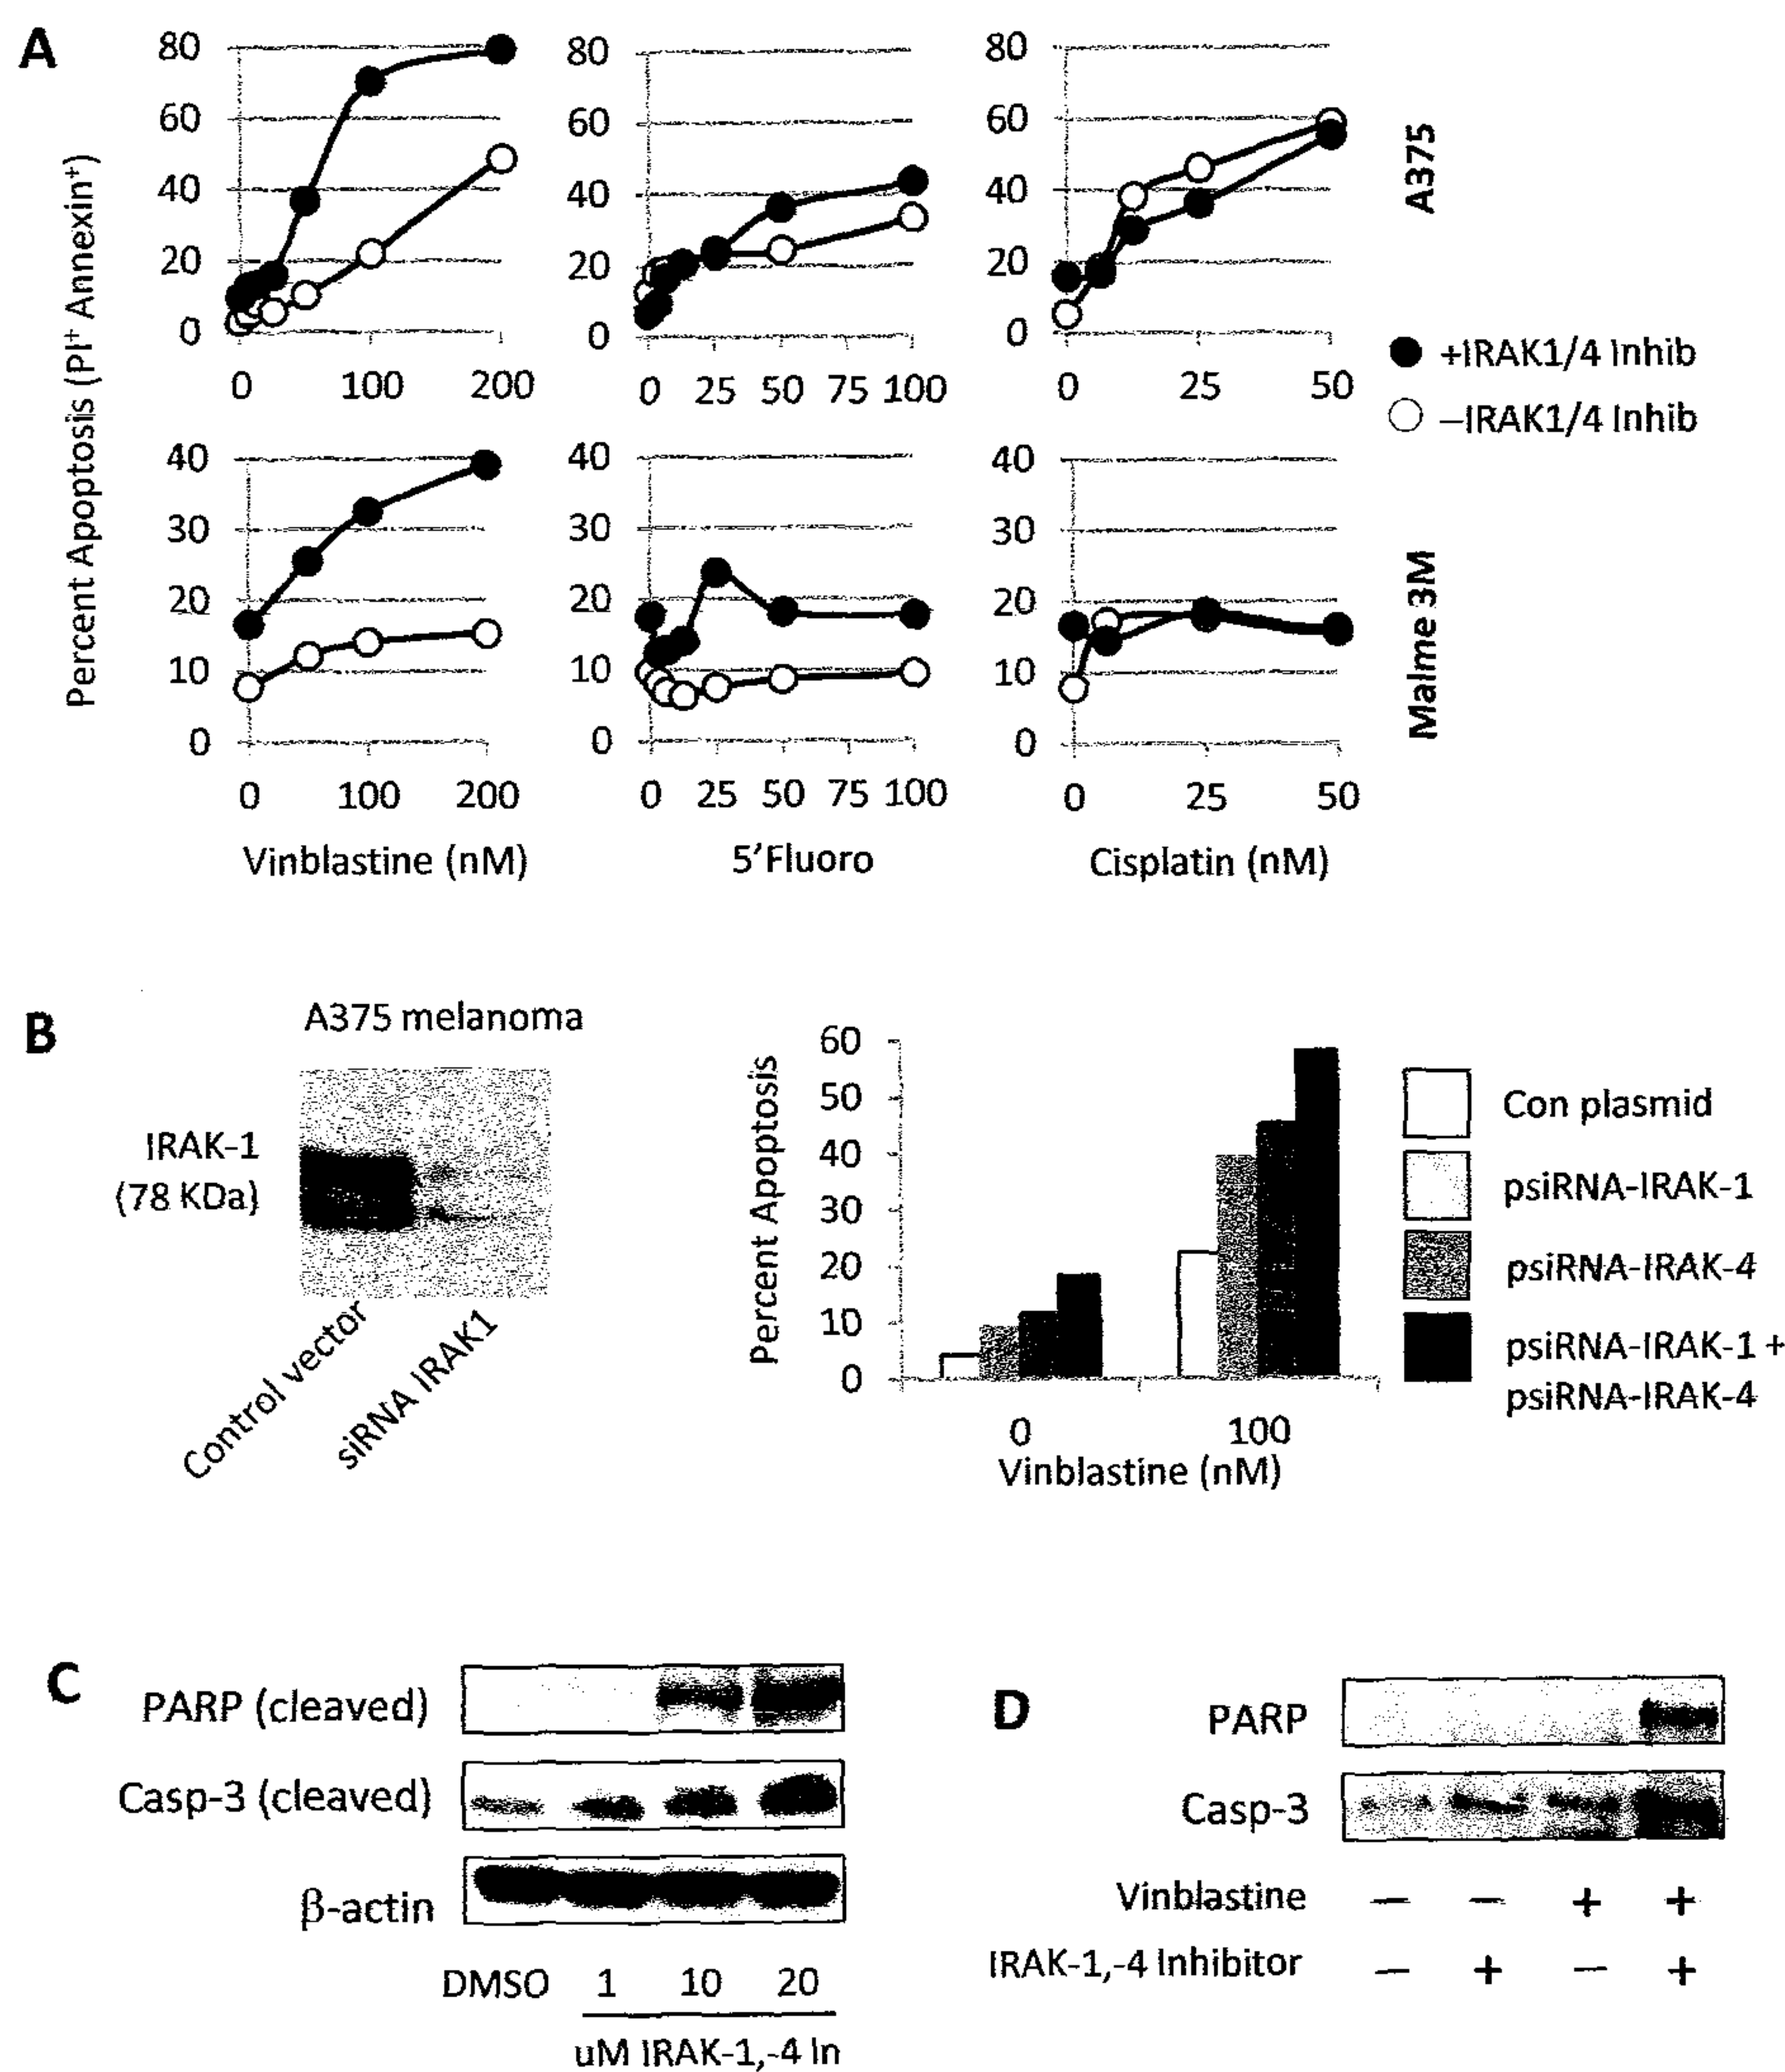 A
Percent Apoptosis (PI⁺ Annexin⁺)
80
60
40
20
0
0 100 200
80
60
40
20
0
0 25 50 75 100
80
60
40
20
0
0 25 50
A375
+IRAK1/4 Inhib
–IRAK1/4 Inhib
40
30
20
10
0
0 100 200
Vinblastine (nM)
40
30
20
10
0
0 25 50 75 100
5'Fluoro
40
30
20
10
0
0 25 50
Cisplatin (nM)
Malme 3M
B
A375 melanoma
IRAK-1
(78 KDa)
Control vector
siRNA IRAK1
Percent Apoptosis
60
50
40
30
20
10
0
0 100
Vinblastine (nM)
Con plasmid
psiRNA-IRAK-1
psiRNA-IRAK-4
psiRNA-IRAK-1 +
psiRNA-IRAK-4
C
PARP (cleaved)
Casp-3 (cleaved)
β-actin
DMSO 1 10 20
uM IRAK-1,-4 In
D
PARP
Casp-3
Vinblastine – – + +
IRAK-1,-4 Inhibitor – + – +